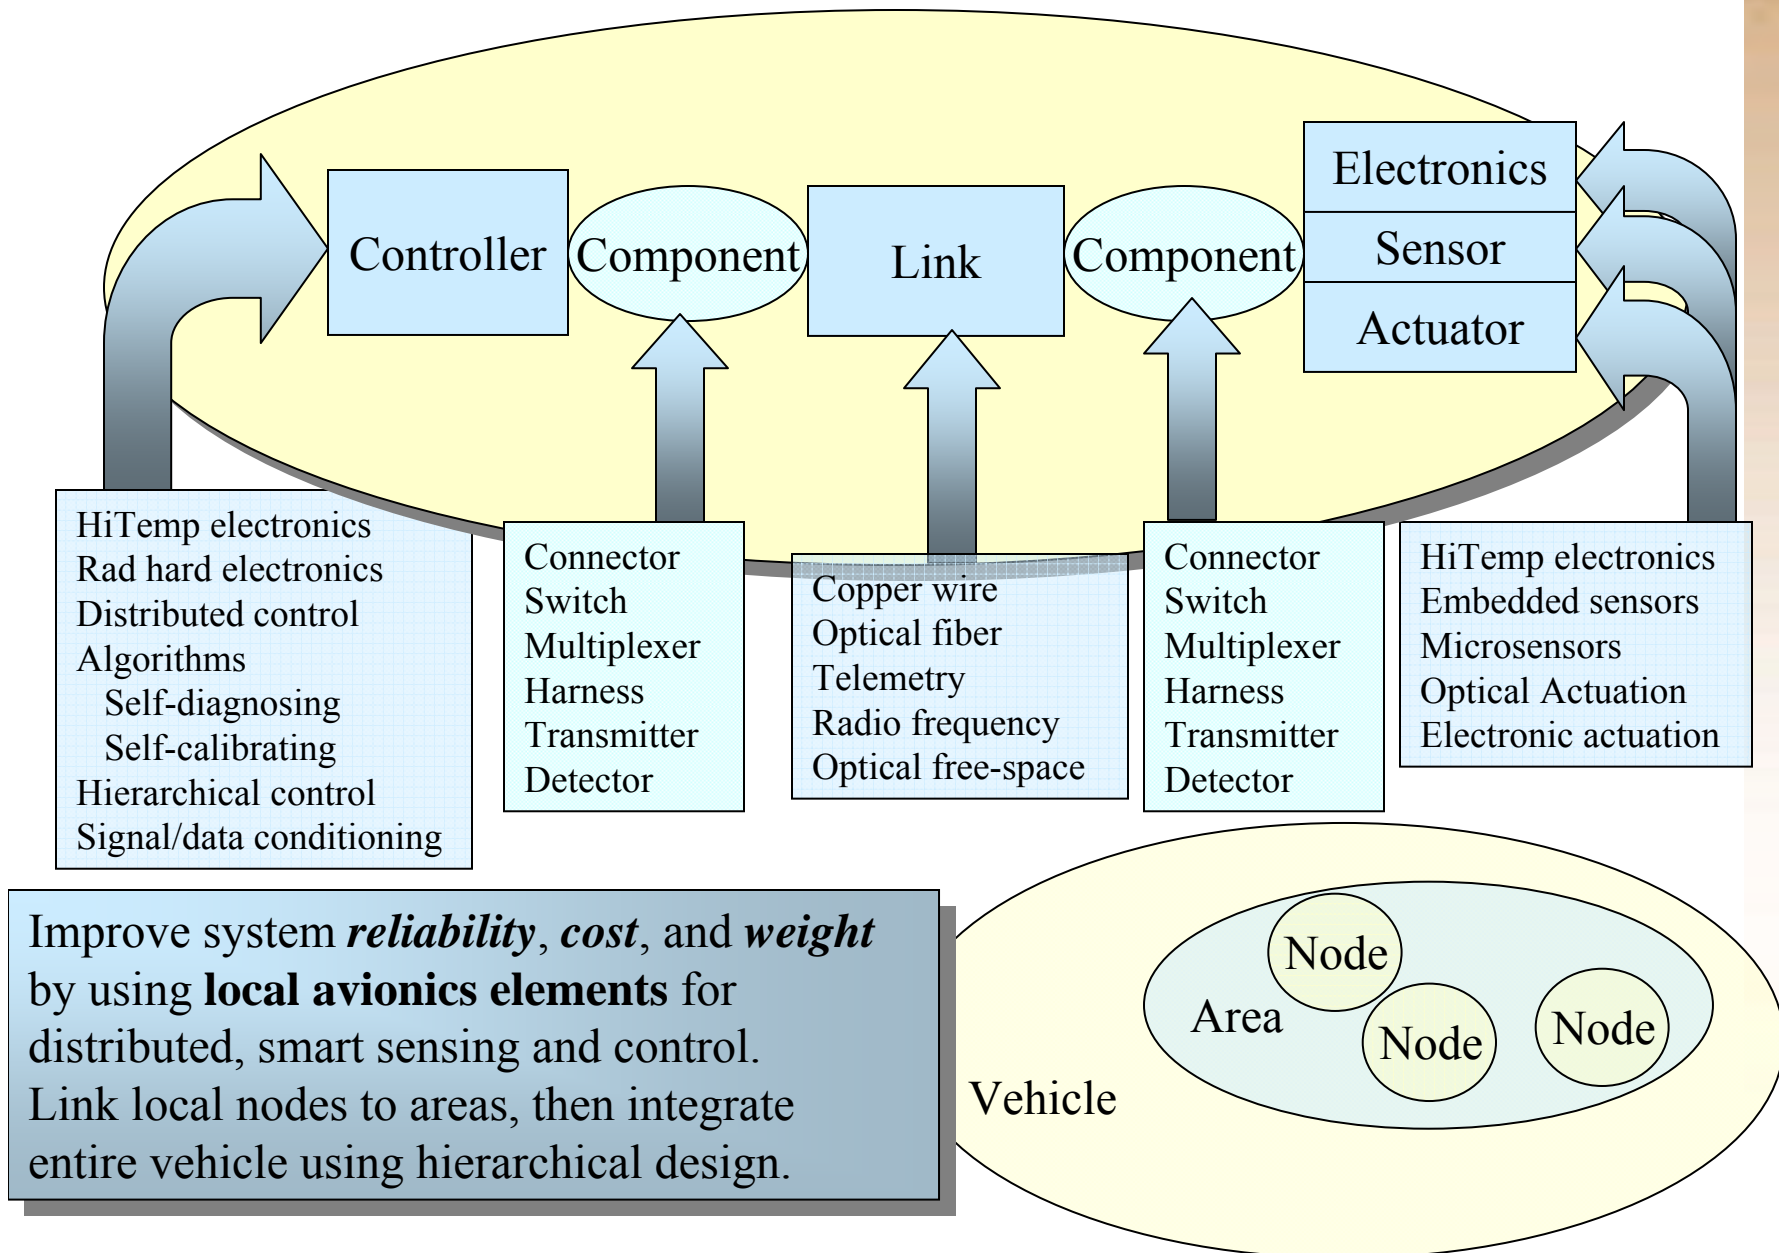 Controller
Component
Link
Component
Electronics
Sensor
Actuator
HiTemp electronics
Rad hard electronics
Distributed control
Algorithms
Self-diagnosing
Self-calibrating
Hierarchical control
Signal/data conditioning
Connector
Switch
Multiplexer
Harness
Transmitter
Detector
Copper wire
Optical fiber
Telemetry
Radio frequency
Optical free-space
Connector
Switch
Multiplexer
Harness
Transmitter
Detector
HiTemp electronics
Embedded sensors
Microsensors
Optical Actuation
Electronic actuation
Improve system reliability, cost, and weight
by using local avionics elements for
distributed, smart sensing and control.
Link local nodes to areas, then integrate
entire vehicle using hierarchical design.
Vehicle
Area
Node
Node
Node